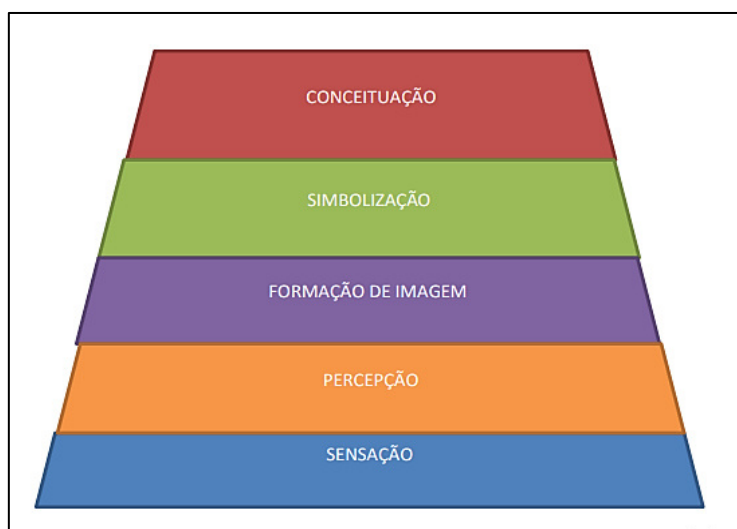 CONCEITUAÇÃO
SIMBOLIZAÇÃO
FORMAÇÃO DE IMAGEM
PERCEPÇÃO
SENSAÇÃO